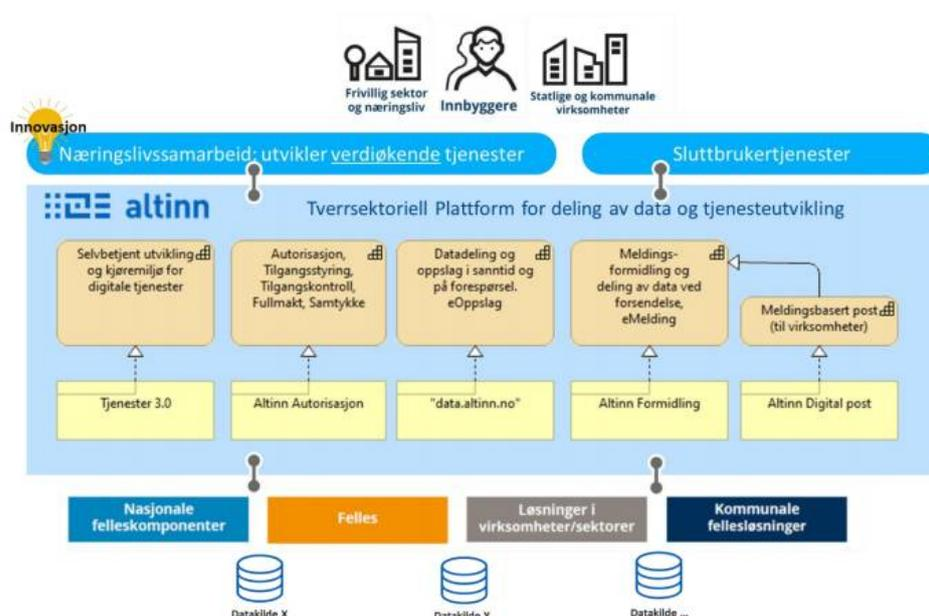 Frivillig sektor
og næringsliv
Innbyggere
Statlige og kommunale
virksomheter
Innovasjon
Næringslivssamarbeid: utvikler verdiøkende tjenester
Sluttbrukertjenester
altinn
Tverrsektoriell Plattform for deling av data og tjenesteutvikling
Selvbetjent utvikling
og kjøremiljø for
digitale tjenester
Autorisasjon,
Tilgangsstyring,
Tilgangskontroll,
Fullmakt, Samtykke
Datadeling og
oppslag i sanntid og
på forespørsel.
eOppslag
Meldings-
formidling og
deling av data ved
forsendelse,
eMelding
Meldingsbasert post
(til virksomheter)
Tjenester 3.0
Altinn Autorisasjon
"data.altinn.no"
Altinn Formidling
Altinn Digital post
Nasjonale
felleskomponenter
Felles
Løsninger i
virksomheter/sektorer
Kommunale
fellesløsninger
Datakilde X
Datakilde Y
Datakilde ...